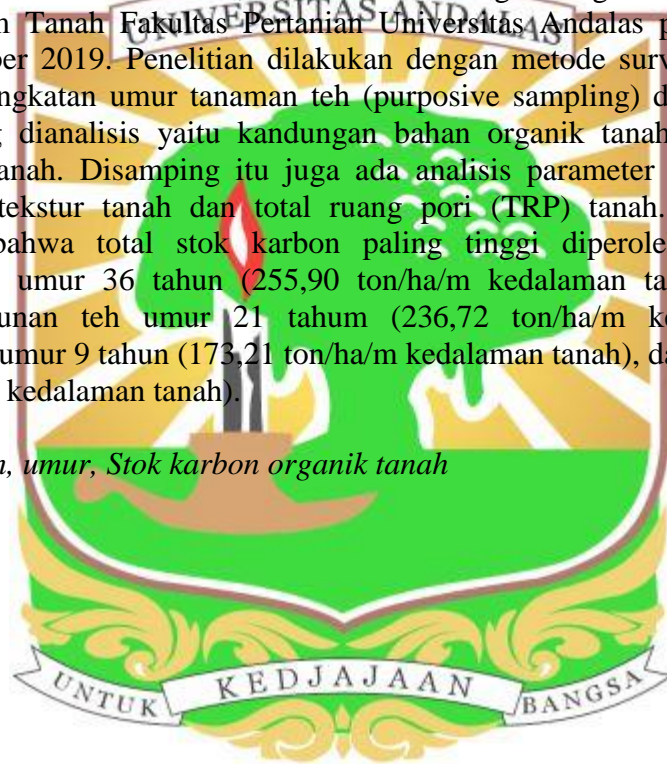 n Tanah Fakultas Pertanian Universitas Andalas p
UNIVERSITAS ANDALAS
ber 2019. Penelitian dilakukan dengan metode surv
ngkatan umur tanaman teh (purposive sampling) d
g dianalisis yaitu kandungan bahan organik tanah
anah. Disamping itu juga ada analisis parameter
tekstur tanah dan total ruang pori (TRP) tanah.
bahwa total stok karbon paling tinggi diperole
umur 36 tahun (255,90 ton/ha/m kedalaman ta
unan teh umur 21 tahum (236,72 ton/ha/m k
umur 9 tahun (173,21 ton/ha/m kedalaman tanah), da
kedalaman tanah).
n, umur, Stok karbon organik tanah
UNTUK KEDJAJAAN BANGSA